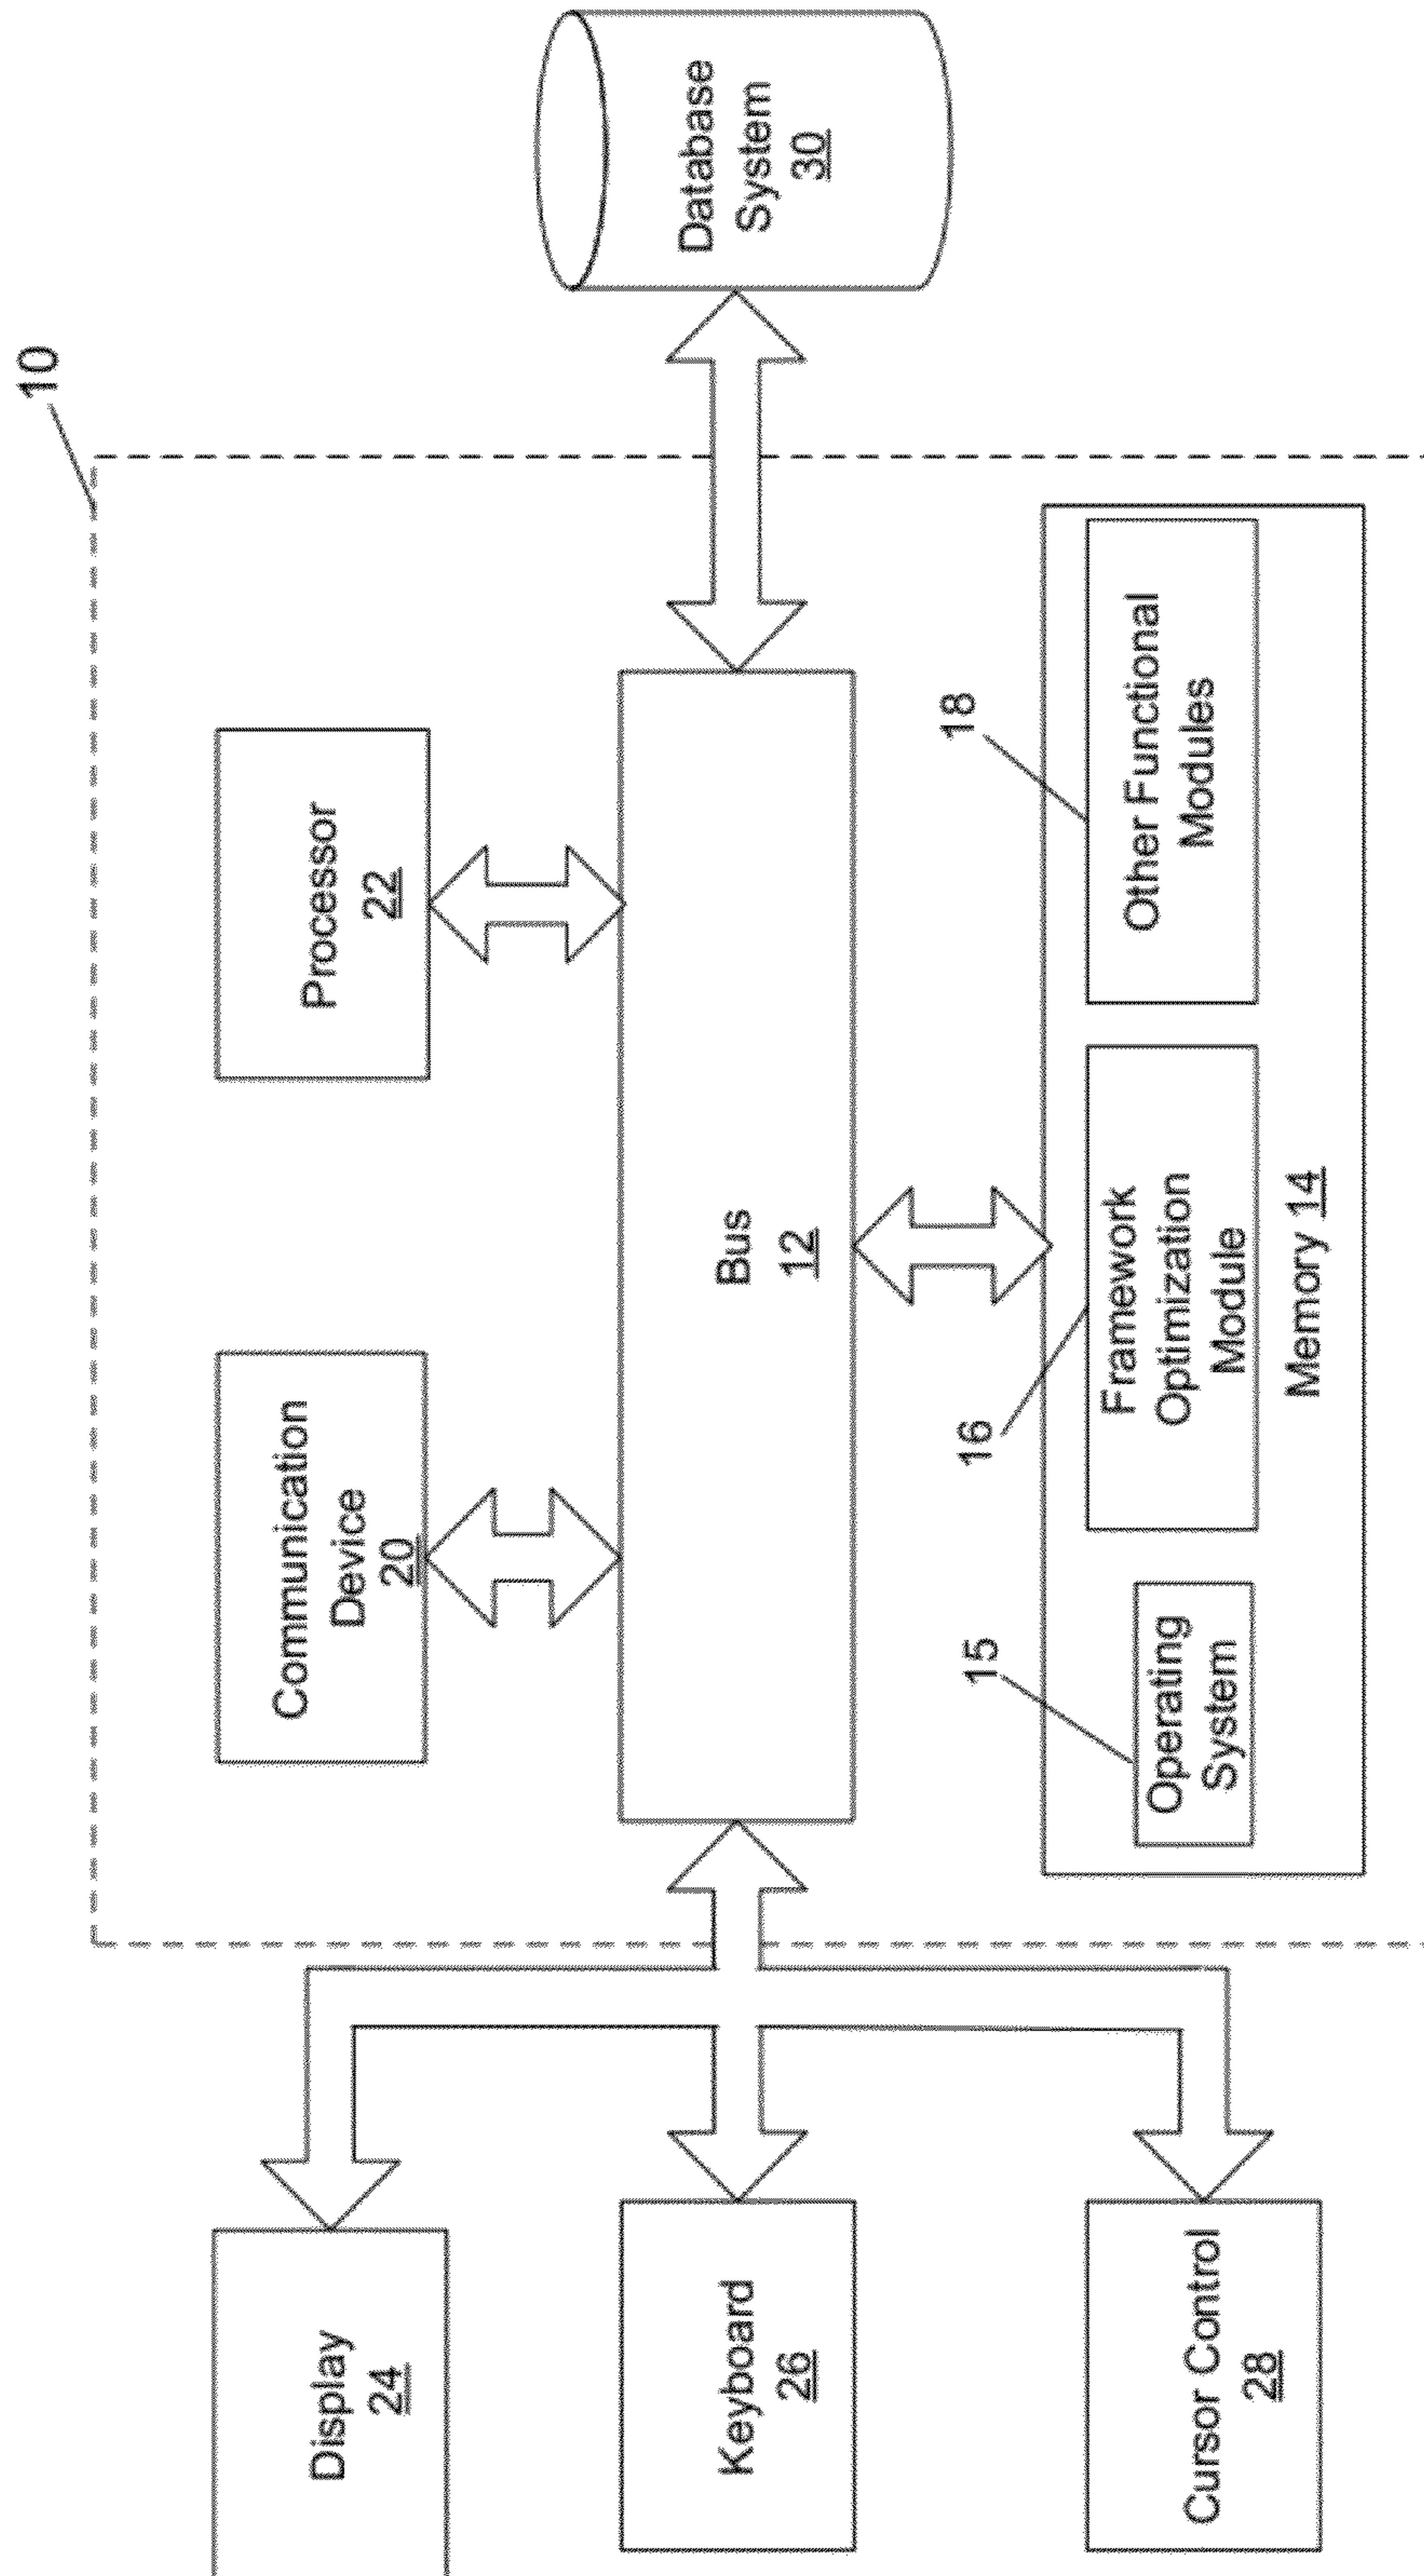 10
Display
24
Communication
Device
20
Processor
22
Keyboard
26
Bus
12
Database
System
30
15
16
18
Cursor Control
28
Operating
System
Framework
Optimization
Module
Other Functional
Modules
Memory 14